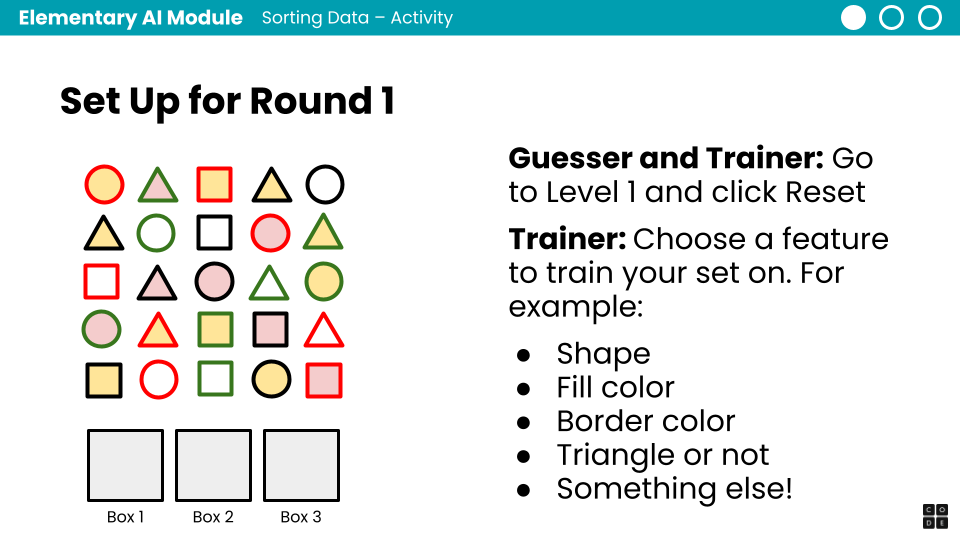 Elementary AI Module Sorting Data – Activity
Set Up for Round 1
Guesser and Trainer: Go
to Level 1 and click Reset
Trainer: Choose a feature
to train your set on. For
example:
● Shape
● Fill color
● Border color
● Triangle or not
● Something else!
Box 1 Box 2 Box 3
C O
D E